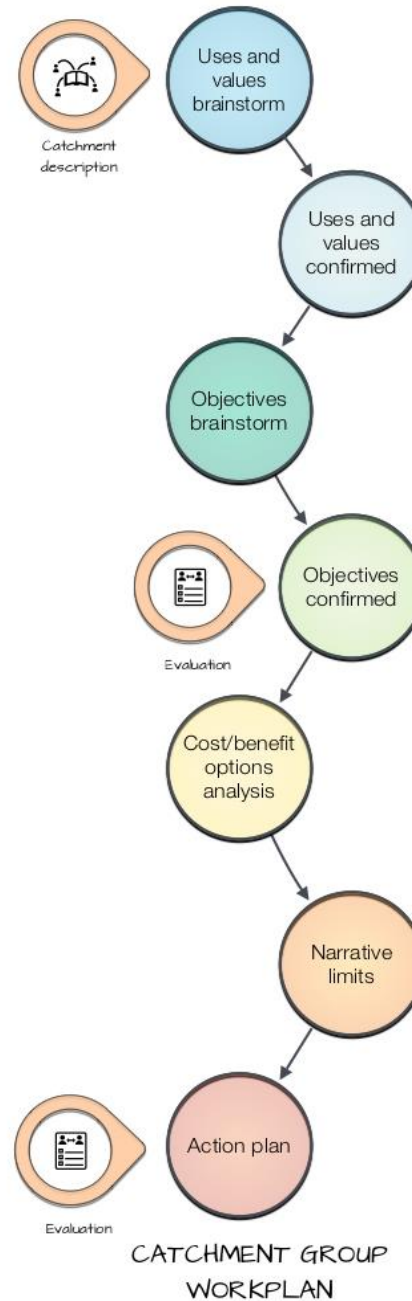 Uses and
values
brainstorm
Catchment
description
Uses and
values
confirmed
Objectives
brainstorm
Objectives
confirmed
Evaluation
Cost/benefit
options
analysis
Narrative
limits
Action plan
Evaluation
CATCHMENT GROUP
WORKPLAN